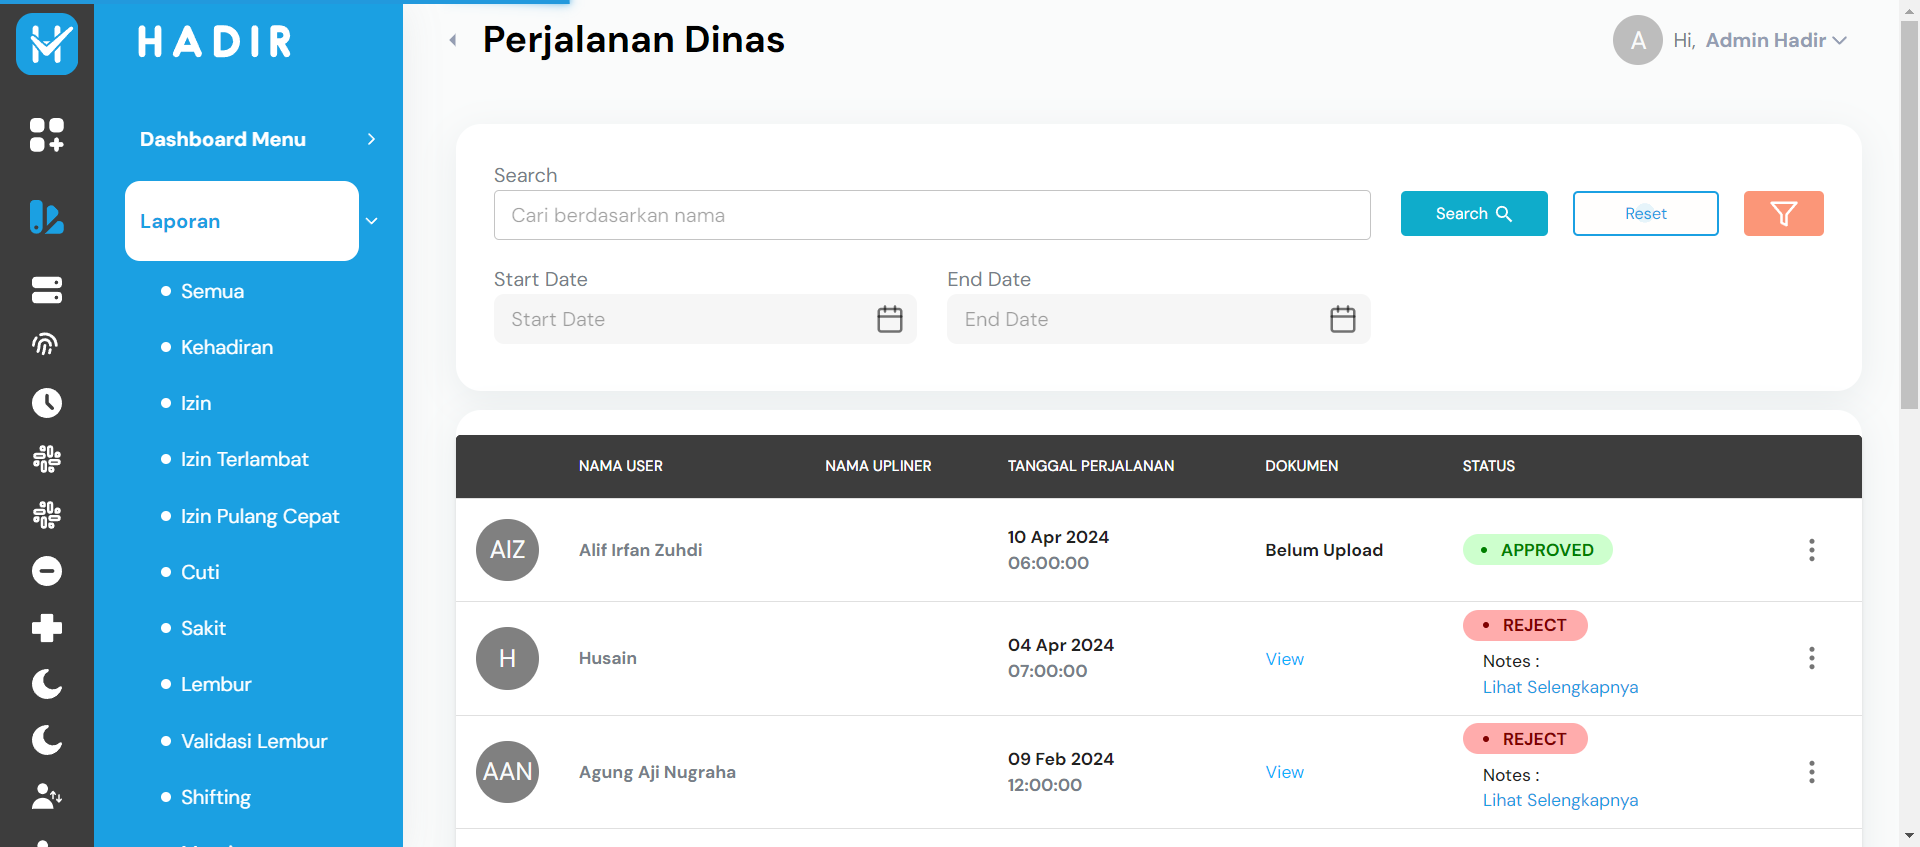 HADIR
Dashboard Menu
Laporan
Semua
Kehadiran
Izin
Izin Terlambat
Izin Pulang Cepat
Cuti
Sakit
Lembur
Validasi Lembur
Shifting
Perjalanan Dinas
A Hi, Admin Hadir
Search
Cari berdasarkan nama
Search
Reset
Start Date
End Date
Start Date
End Date
NAMA USER NAMA UPLINER TANGGAL PERJALANAN DOKUMEN STATUS
AIZ Alif Irfan Zuhdi 10 Apr 2024 06:00:00 Belum Upload APPROVED
H Husain 04 Apr 2024 07:00:00 View REJECT
Notes :
Lihat Selengkapnya
AAN Agung Aji Nugraha 09 Feb 2024 12:00:00 View REJECT
Notes :
Lihat Selengkapnya